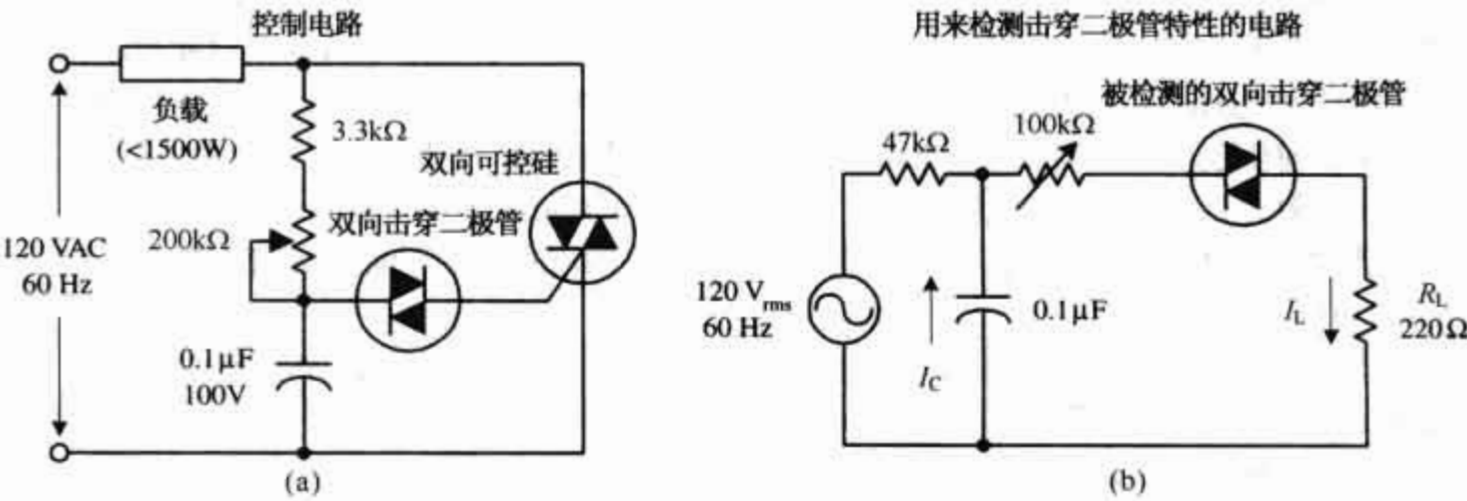 控制电路
负载
(<1500W)
3.3kΩ
双向可控硅
200kΩ
双向击穿二极管
120 VAC
60 Hz
0.1μF
100V
(a)
用来检测击穿二极管特性的电路
被检测的双向击穿二极管
47kΩ
100kΩ
120 Vrms
60 Hz
IC
0.1μF
IL
RL
220Ω
(b)